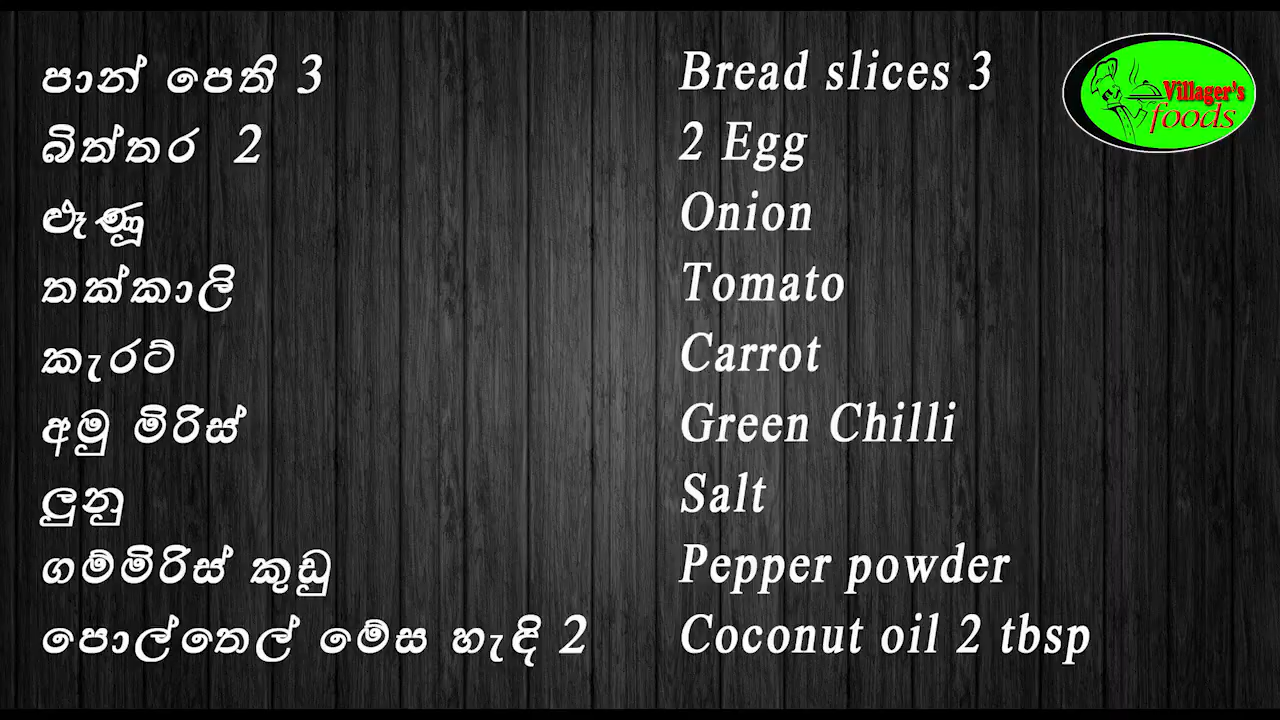 පාන් පෙති 3
බිත්තර 2
ළූණු
තක්කාලි
කැරට්
අමු මිරිස්
ලුනු
ගම්මිරිස් කුඩු
පොල්තෙල් මේස හැඳි 2
Bread slices 3
2 Egg
Onion
Tomato
Carrot
Green Chilli
Salt
Pepper powder
Coconut oil 2 tbsp
Villager's
foods